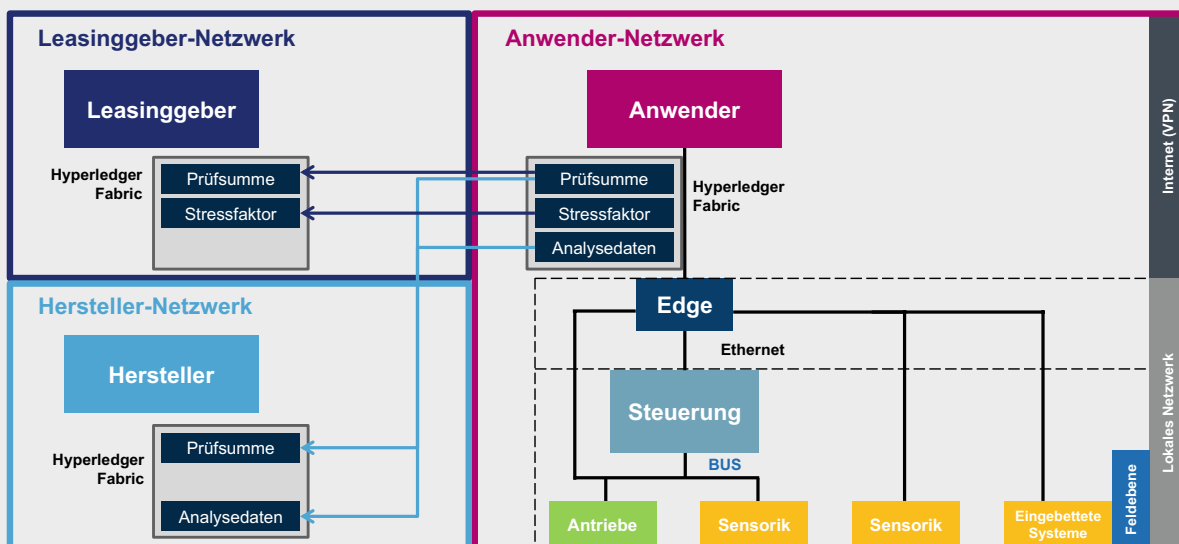 Leasinggeber-Netzwerk
Leasinggeber
Hyperledger
Fabric
Prüfsumme
Stressfaktor
Anwender-Netzwerk
Anwender
Prüfsumme
Stressfaktor
Analysedaten
Hyperledger
Fabric
Internet (VPN)
Hersteller-Netzwerk
Hersteller
Hyperledger
Fabric
Prüfsumme
Analysedaten
Edge
Ethernet
Steuerung
BUS
Antriebe
Sensorik
Sensorik
Eingebettete
Systeme
Feldebene
Lokales Netzwerk